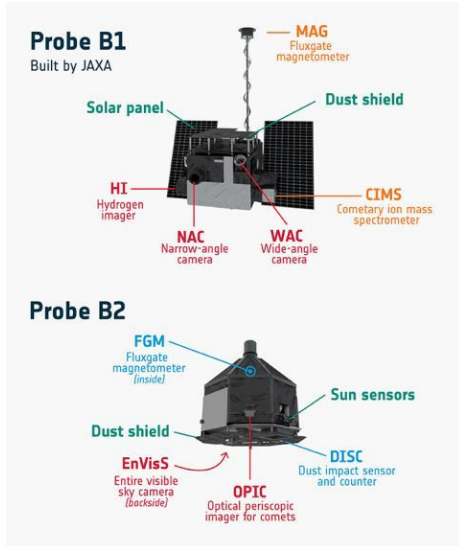 Probe B1
Built by JAXA
MAG
Fluxgate
magnetometer
Solar panel
Dust shield
HI
Hydrogen
imager
NAC
Narrow-angle
camera
WAC
Wide-angle
camera
CIMS
Cometary ion mass
spectrometer
Probe B2
FGM
Fluxgate
magnetometer
(inside)
Sun sensors
Dust shield
EnVisS
Entire visible
sky camera
(backside)
OPIC
Optical periscopic
imager for comets
DISC
Dust impact sensor
and counter